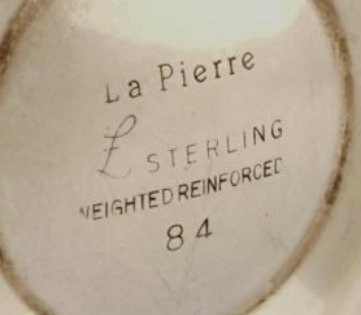 La Pierre
L STERLING
WEIGHTED REINFORCED
84